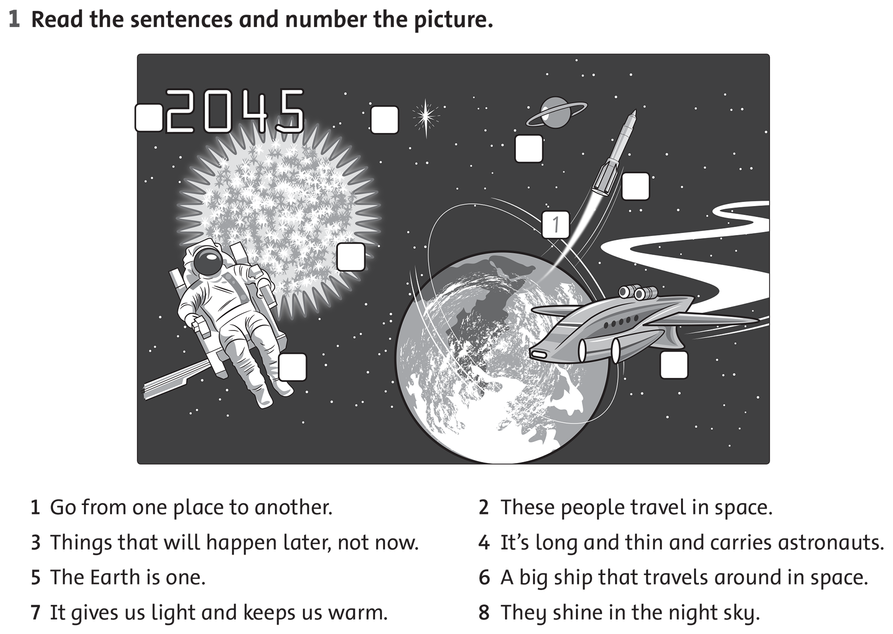 1 Read the sentences and number the picture.
2045
1
1 Go from one place to another.
2 These people travel in space.
3 Things that will happen later, not now.
4 It's long and thin and carries astronauts.
5 The Earth is one.
6 A big ship that travels around in space.
7 It gives us light and keeps us warm.
8 They shine in the night sky.